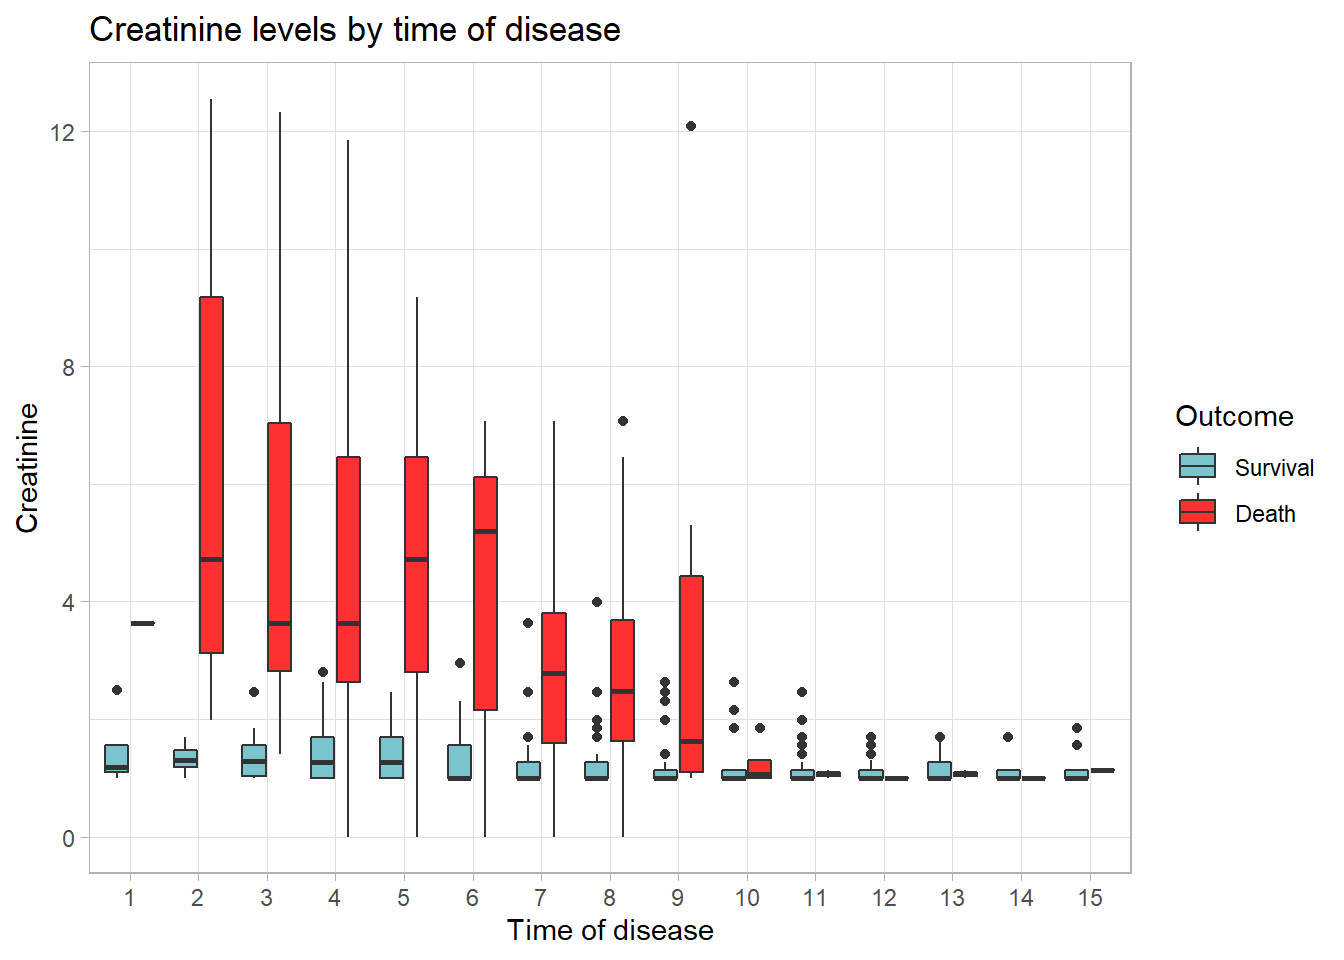 Creatinine levels by time of disease
12
8
4
0
Creatinine
1 2 3 4 5 6 7 8 9 10 11 12 13 14 15
Time of disease
Outcome
Survival
Death